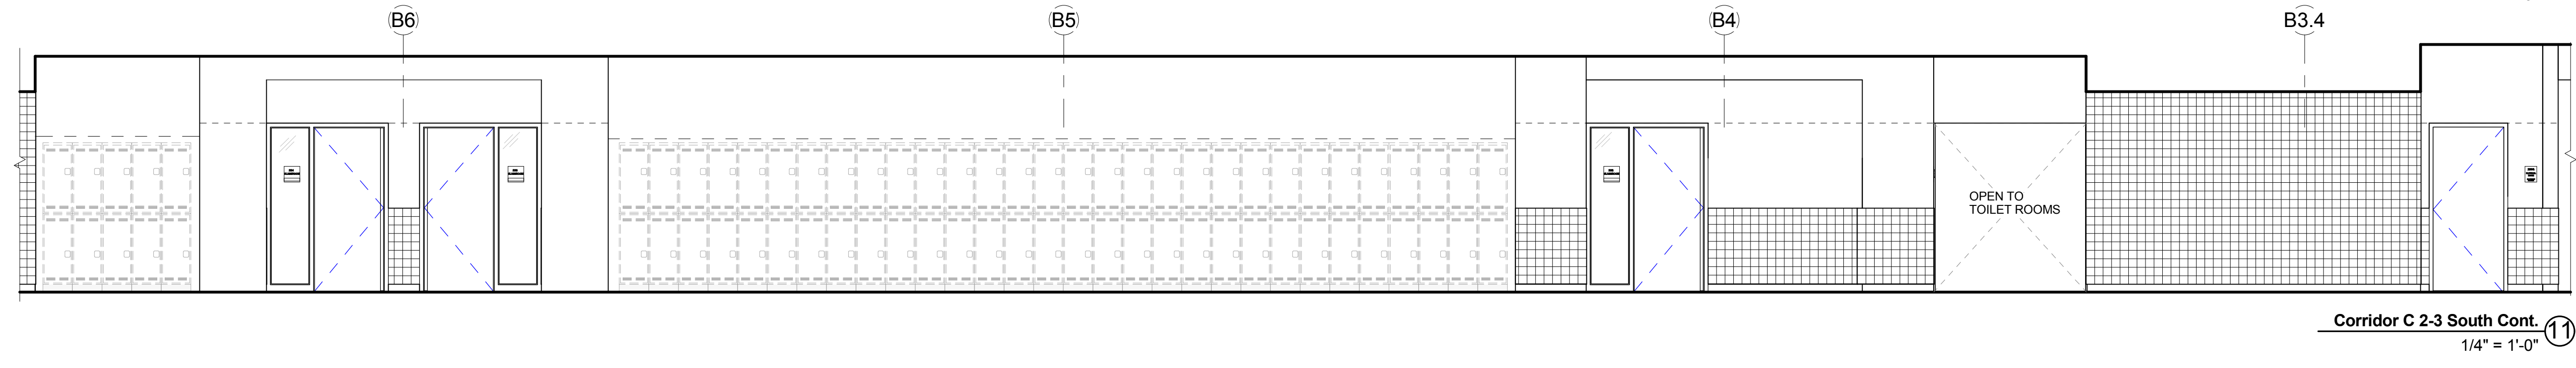 B6
B5
B4
B3.4
OPEN TO
TOILET ROOMS
Corridor C 2-3 South Cont.
11
1/4" = 1'-0"